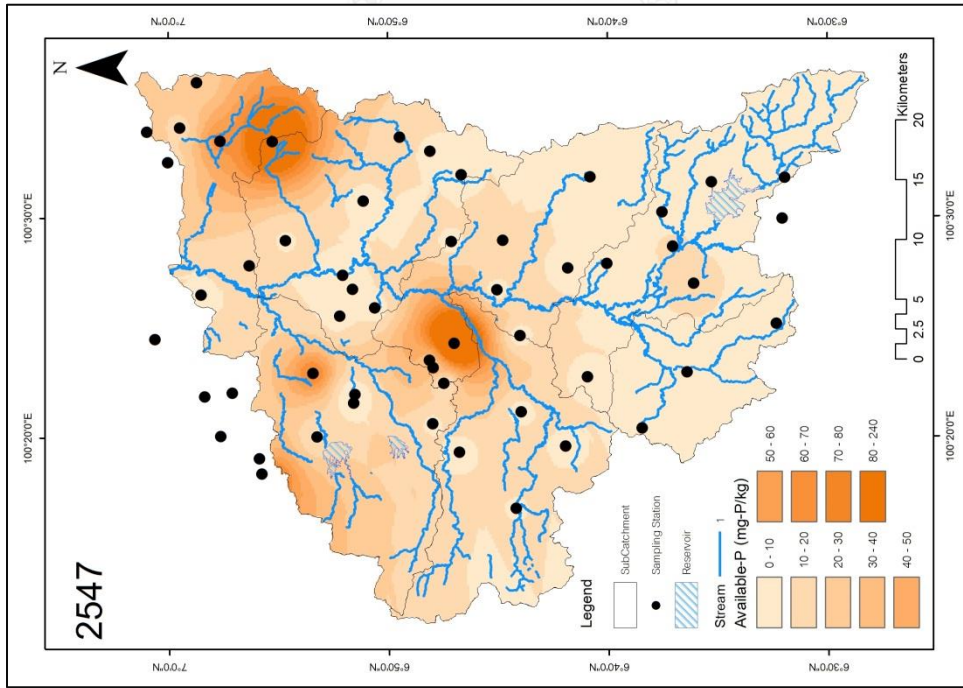 2547
N
7°0'0"N
6°50'0"N
6°40'0"N
6°30'0"N
7°0'0"N
6°50'0"N
6°40'0"N
6°30'0"N
100°20'0"E
100°30'0"E
100°20'0"E
100°30'0"E
Legend
SubCatchment
Sampling Station
Reservoir
Stream 1
Available-P (mg-P/kg)
0 - 10
10 - 20
20 - 30
30 - 40
40 - 50
50 - 60
60 - 70
70 - 80
80 - 240
0 2.5 5 10 15 20
Kilometers